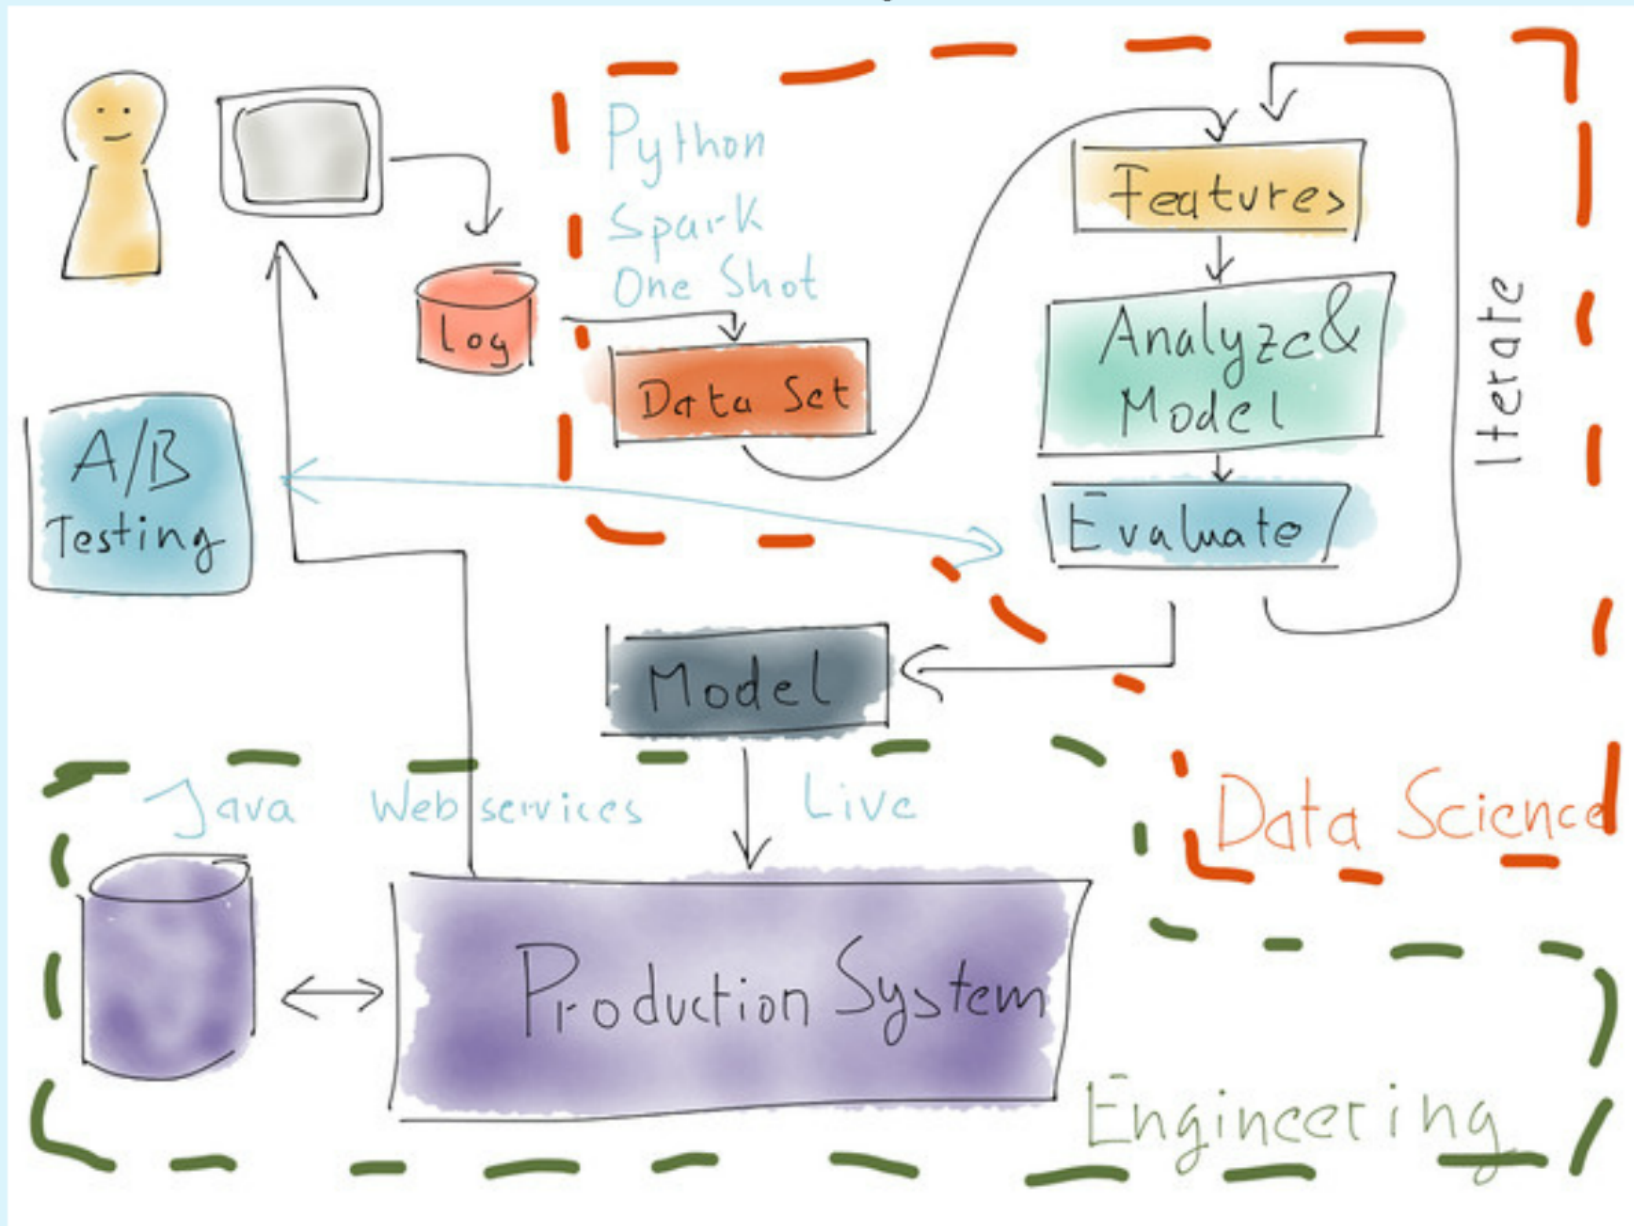 Python
Spark
One Shot
Features
Log
Analyze&
Model
Data Set
Iterate
A/B
Testing
Evaluate
Model
Java Web services Live
Data Science
Production System
Engineering